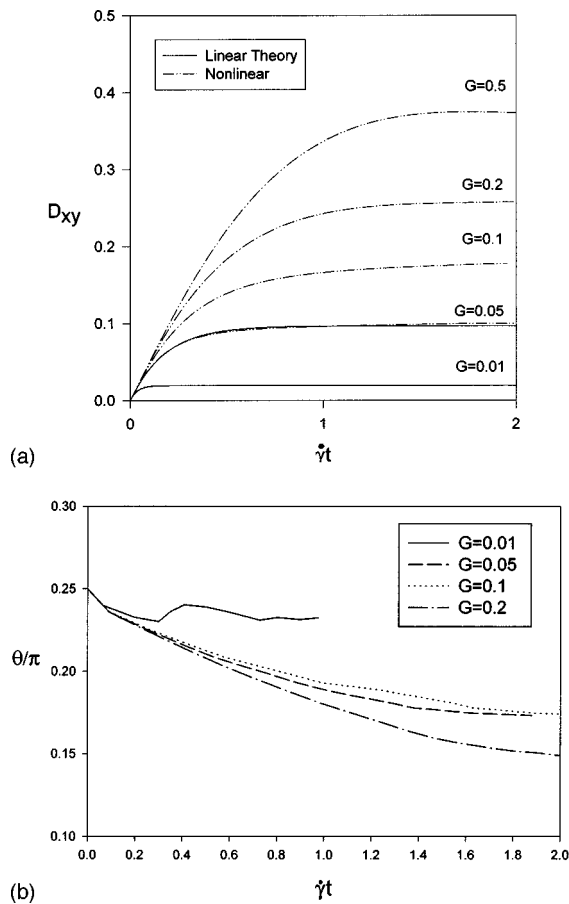 0.5
Linear Theory
Nonlinear
G=0.5
0.4
0.3
G=0.2
Dxy
0.2
G=0.1
G=0.05
0.1
G=0.01
0.0
0
1
2
(a)
γ̇t
0.30
G=0.01
G=0.05
G=0.1
G=0.2
0.25
θ/π
0.20
0.15
0.10
0.0 0.2 0.4 0.6 0.8 1.0 1.2 1.4 1.6 1.8 2.0
(b)
γ̇t